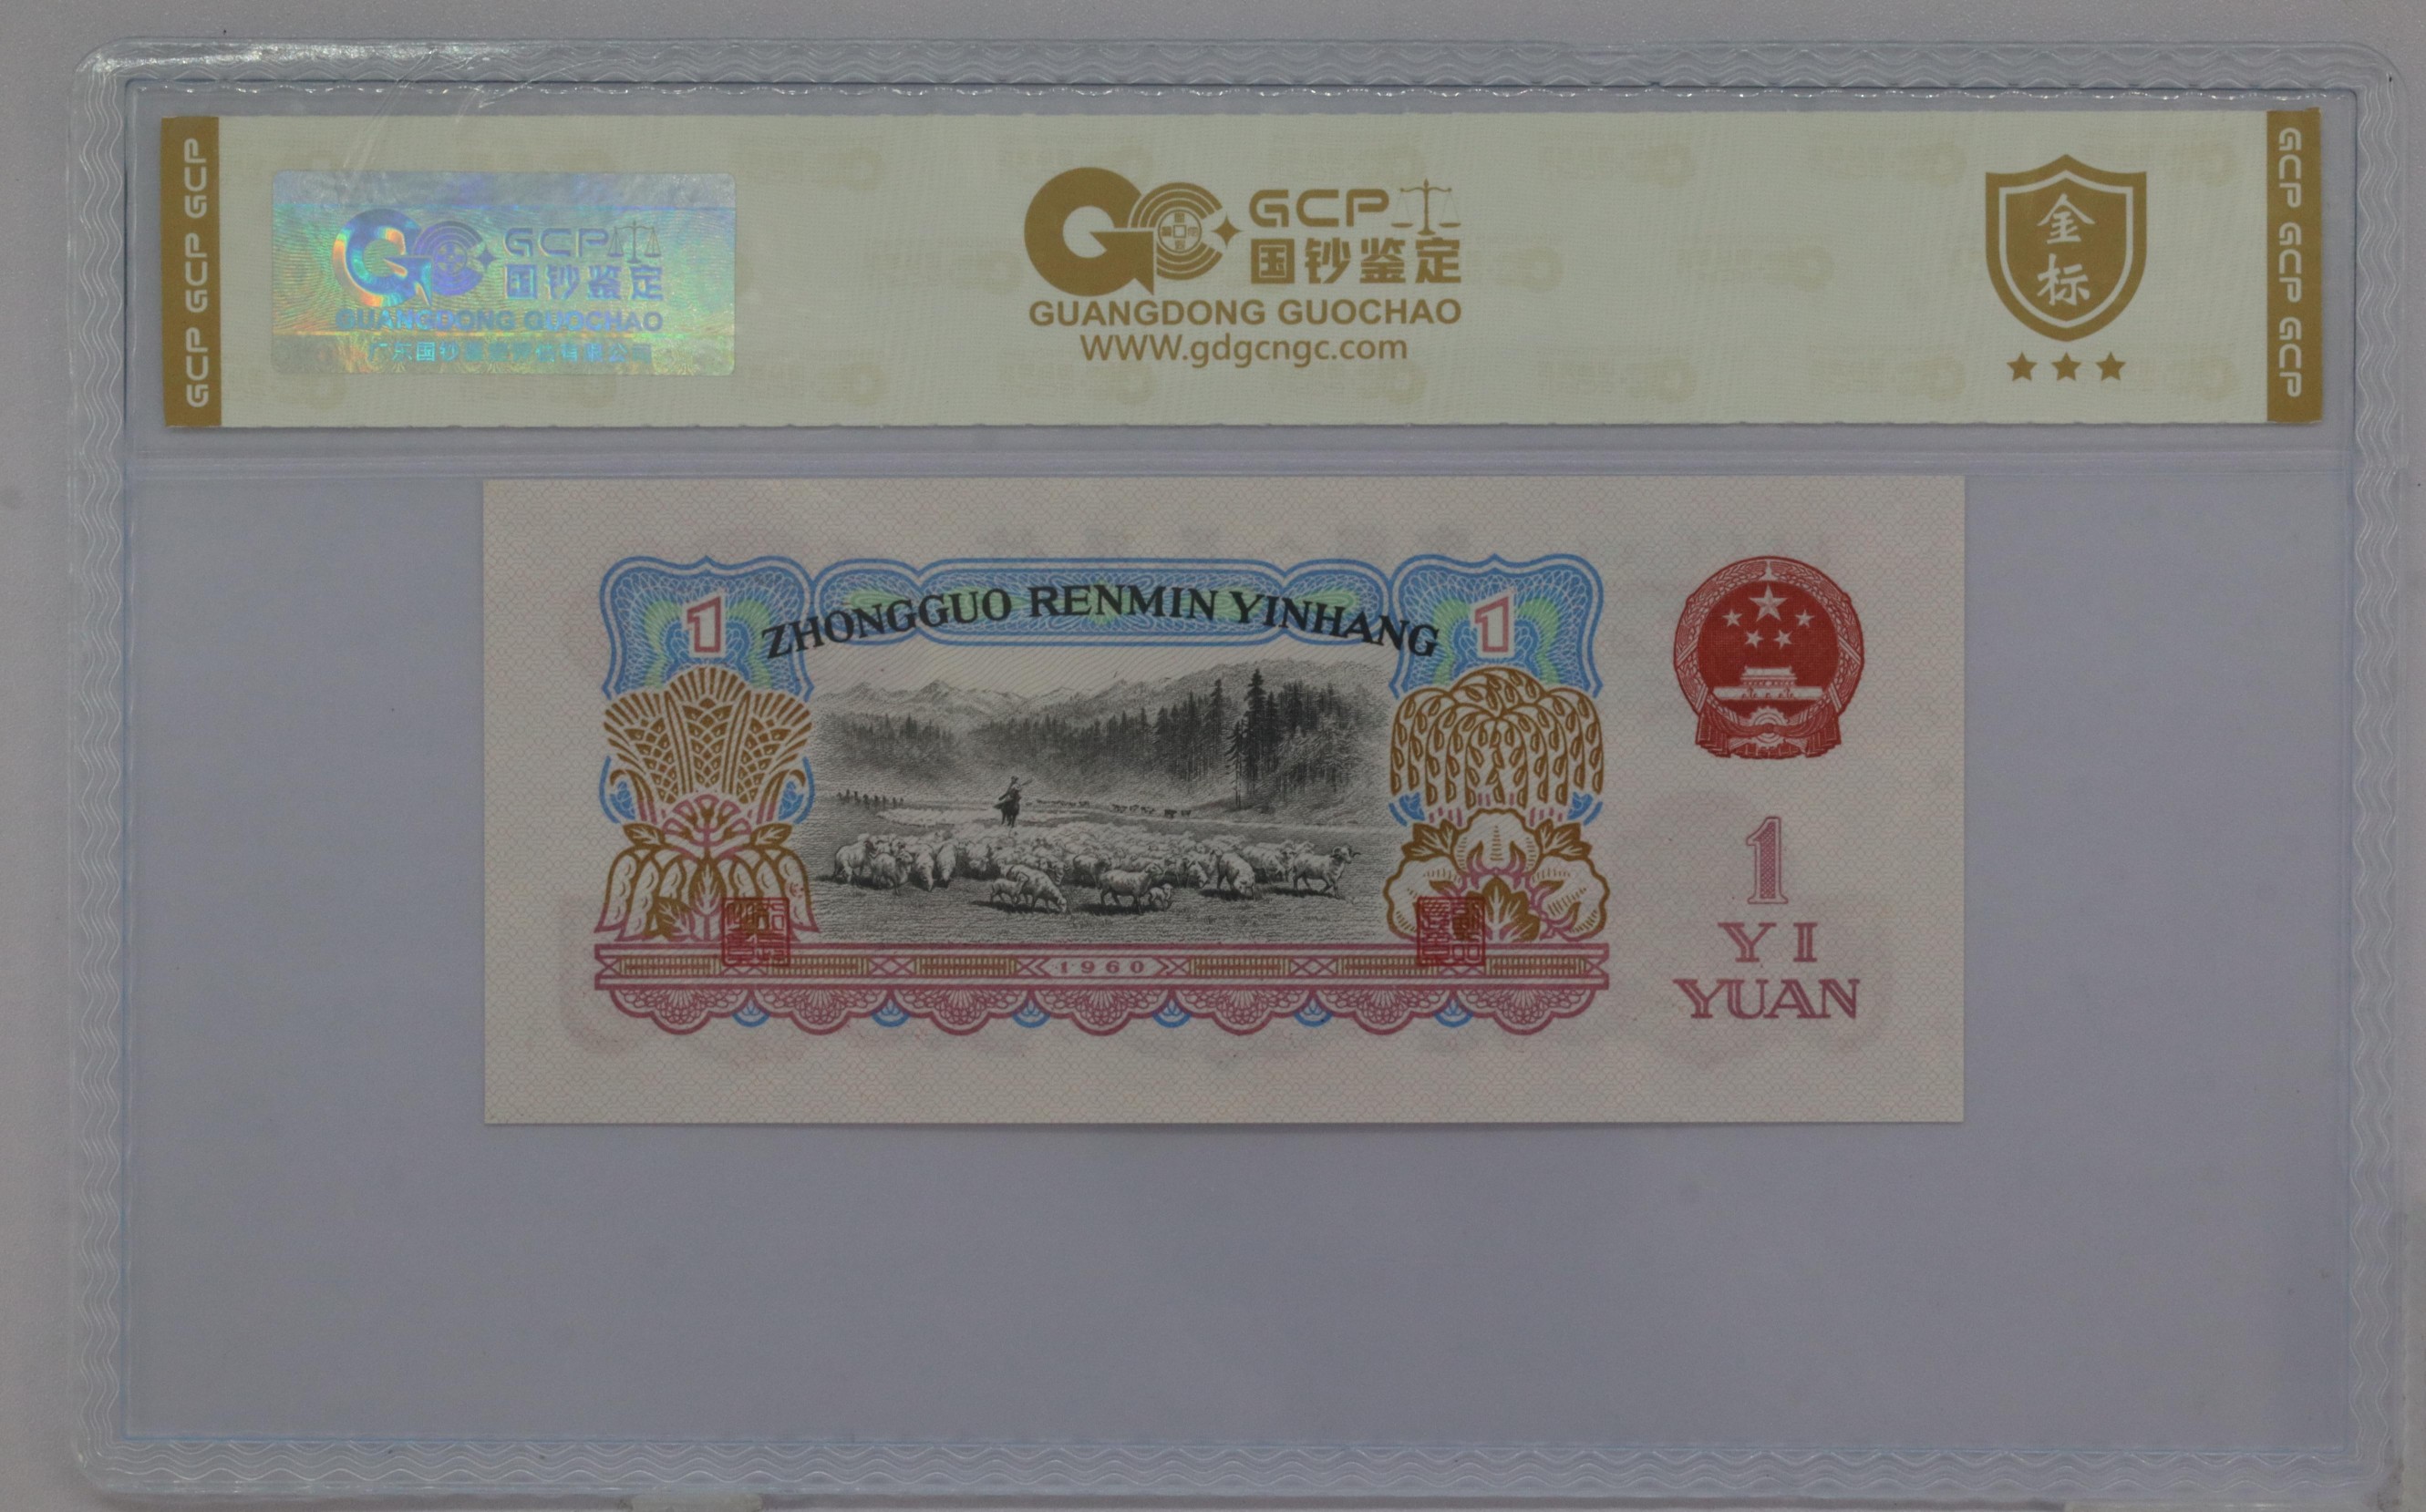 GCP GCP GCP
GCP
国钞鉴定
GUANGDONG GUOCHAO
GCP
国钞鉴定
GUANGDONG GUOCHAO
www.gdgcngc.com
金
标
GCP GCP GCP
ZHONGGUO RENMIN YINHANG
1
1
1
YI
YUAN
1960